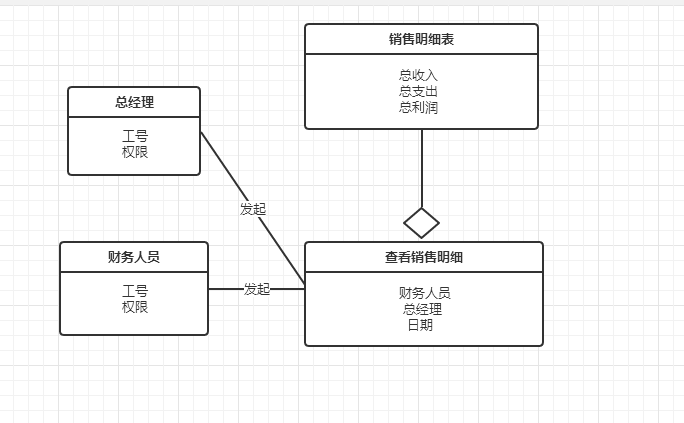 销售明细表
总收入
总支出
总利润
总经理
工号
权限
发起
财务人员
工号
权限
发起
查看销售明细
财务人员
总经理
日期